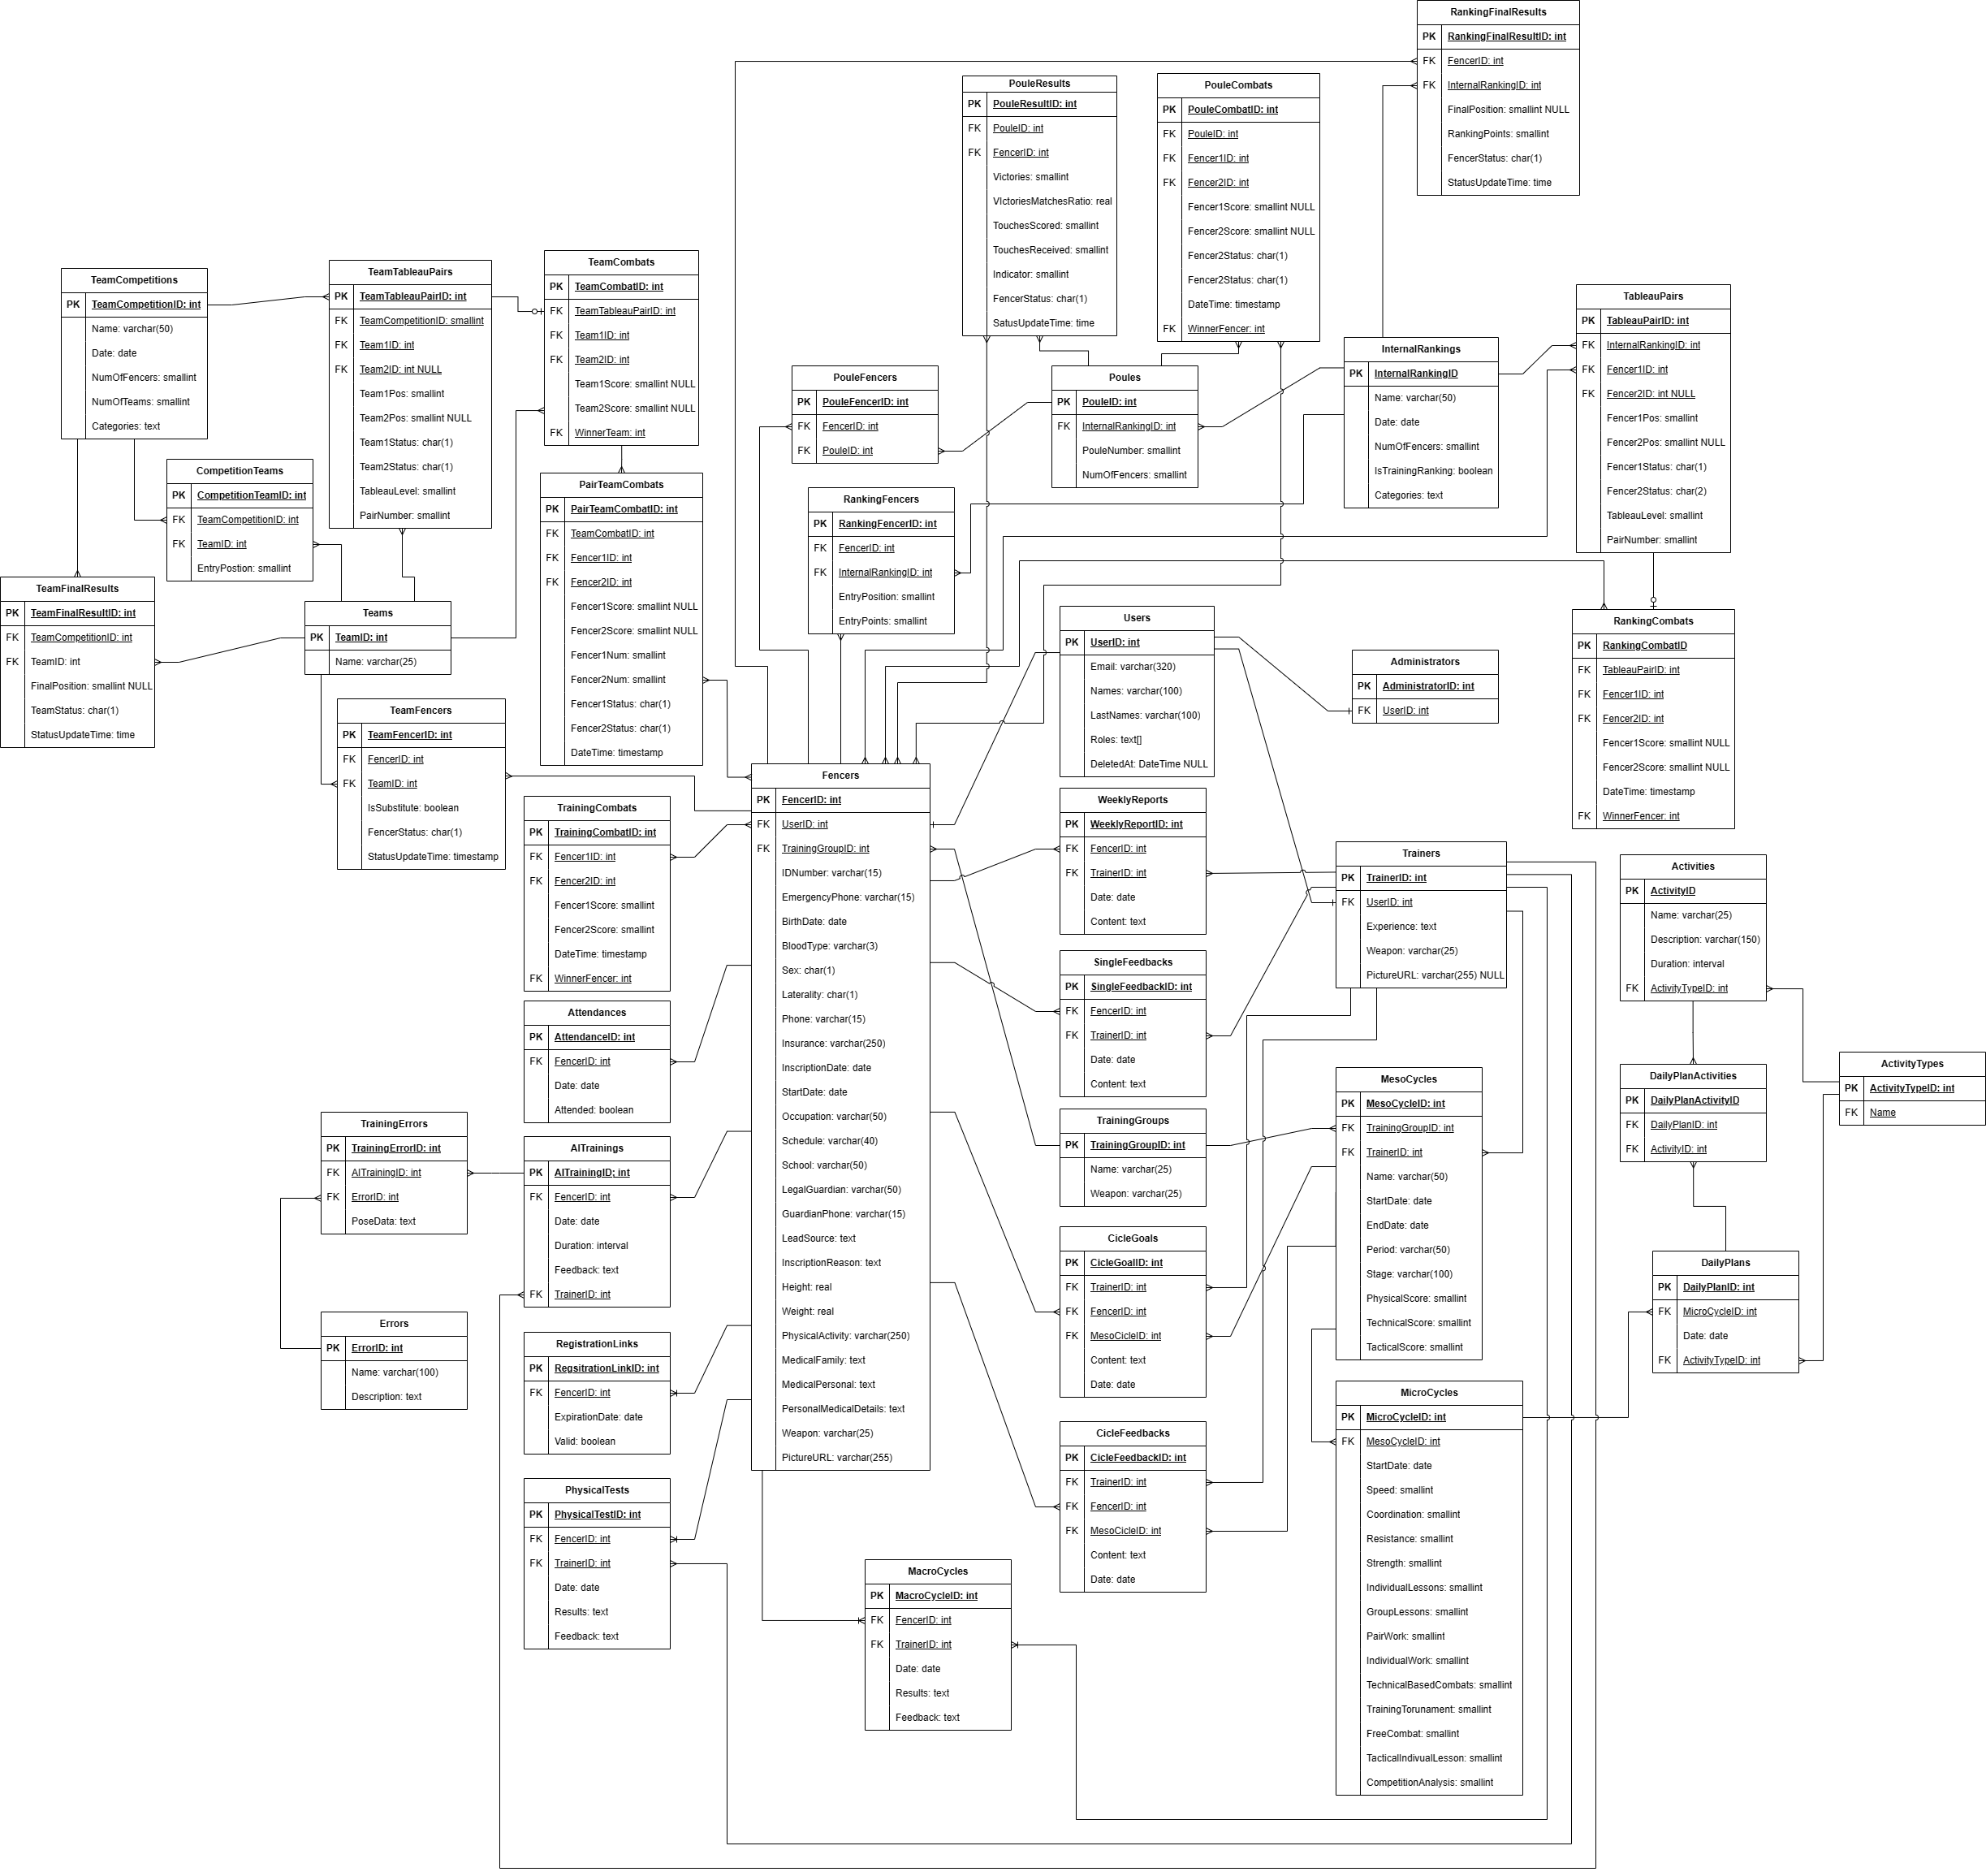 RankingFinalResults
PK RankingFinalResultID: int
FK FencerID: int
FK InternalRankingID: int
FinalPosition: smallint NULL
RankingPoints: smallint
FencerStatus: char(1)
StatusUpdateTime: time
PouleResults
PK PouleResultID: int
FK PouleID: int
FK FencerID: int
Victories: smallint
VIctoriesMatchesRatio: real
TouchesScored: smallint
TouchesReceived: smallint
Indicator: smallint
FencerStatus: char(1)
SatusUpdateTime: time
PouleCombats
PK PouleCombatID: int
FK PouleID: int
FK Fencer1ID: int
FK Fencer2ID: int
Fencer1Score: smallint NULL
Fencer2Score: smallint NULL
Fencer2Status: char(1)
Fencer2Status: char(1)
DateTime: timestamp
FK WinnerFencer: int
TeamCompetitions
PK TeamCompetitionID: int
Name: varchar(50)
Date: date
NumOfFencers: smallint
NumOfTeams: smallint
Categories: text
TeamTableauPairs
PK TeamTableauPairID: int
FK TeamCompetitionID: smallint
FK Team1ID: int
FK Team2ID: int NULL
Team1Pos: smallint
Team2Pos: smallint NULL
Team1Status: char(1)
Team2Status: char(1)
TableauLevel: smallint
PairNumber: smallint
TeamCombats
PK TeamCombatID: int
FK TeamTableauPairID: int
FK Team1ID: int
FK Team2ID: int
Team1Score: smallint NULL
Team2Score: smallint NULL
FK WinnerTeam: int
TableauPairs
PK TableauPairID: int
FK InternalRankingID: int
FK Fencer1ID: int
FK Fencer2ID: int NULL
Fencer1Pos: smallint
Fencer2Pos: smallint NULL
Fencer1Status: char(1)
Fencer2Status: char(2)
TableauLevel: smallint
PairNumber: smallint
InternalRankings
PK InternalRankingID
Name: varchar(50)
Date: date
NumOfFencers: smallint
IsTrainingRanking: boolean
Categories: text
PouleFencers
PK PouleFencerID: int
FK FencerID: int
FK PouleID: int
Poules
PK PouleID: int
FK InternalRankingID: int
PouleNumber: smallint
NumOfFencers: smallint
CompetitionTeams
PK CompetitionTeamID: int
FK TeamCompetitionID: int
FK TeamID: int
EntryPostion: smallint
PairTeamCombats
PK PairTeamCombatID: int
FK TeamCombatID: int
FK Fencer1ID: int
FK Fencer2ID: int
Fencer1Score: smallint NULL
Fencer2Score: smallint NULL
Fencer1Num: smallint
Fencer2Num: smallint
Fencer1Status: char(1)
Fencer2Status: char(1)
DateTime: timestamp
RankingFencers
PK RankingFencerID: int
FK FencerID: int
FK InternalRankingID: int
EntryPosition: smallint
EntryPoints: smallint
TeamFinalResults
PK TeamFinalResultID: int
FK TeamCompetitionID: int
FK TeamID: int
FinalPosition: smallint NULL
TeamStatus: char(1)
StatusUpdateTime: time
Teams
PK TeamID: int
Name: varchar(25)
Users
PK UserID: int
Email: varchar(320)
Names: varchar(100)
LastNames: varchar(100)
Roles: text[]
DeletedAt: DateTime NULL
RankingCombats
PK RankingCombatID
FK TableauPairID: int
FK Fencer1ID: int
FK Fencer2ID: int
Fencer1Score: smallint NULL
Fencer2Score: smallint NULL
DateTime: timestamp
FK WinnerFencer: int
Administrators
PK AdministratorID: int
FK UserID: int
TeamFencers
PK TeamFencerID: int
FK FencerID: int
FK TeamID: int
IsSubstitute: boolean
FencerStatus: char(1)
StatusUpdateTime: timestamp
Fencers
PK FencerID: int
FK UserID: int
FK TrainingGroupID: int
IDNumber: varchar(15)
EmergencyPhone: varchar(15)
BirthDate: date
BloodType: varchar(3)
Sex: char(1)
Laterality: char(1)
Phone: varchar(15)
Insurance: varchar(250)
InscriptionDate: date
StartDate: date
Occupation: varchar(50)
Schedule: varchar(40)
School: varchar(50)
LegalGuardian: varchar(50)
GuardianPhone: varchar(15)
LeadSource: text
InscriptionReason: text
Height: real
Weight: real
PhysicalActivity: varchar(250)
MedicalFamily: text
MedicalPersonal: text
PersonalMedicalDetails: text
Weapon: varchar(25)
PictureURL: varchar(255)
TrainingCombats
PK TrainingCombatID: int
FK Fencer1ID: int
FK Fencer2ID: int
Fencer1Score: smallint
Fencer2Score: smallint
DateTime: timestamp
FK WinnerFencer: int
WeeklyReports
PK WeeklyReportID: int
FK FencerID: int
FK TrainerID: int
Date: date
Content: text
Trainers
PK TrainerID: int
FK UserID: int
Experience: text
Weapon: varchar(25)
PictureURL: varchar(255) NULL
Activities
PK ActivityID
Name: varchar(25)
Description: varchar(150)
Duration: interval
FK ActivityTypeID: int
SingleFeedbacks
PK SingleFeedbackID: int
FK FencerID: int
FK TrainerID: int
Date: date
Content: text
Attendances
PK AttendanceID: int
FK FencerID: int
Date: date
Attended: boolean
ActivityTypes
PK ActivityTypeID: int
FK Name
DailyPlanActivities
PK DailyPlanActivityID
FK DailyPlanID: int
FK ActivityID: int
MesoCycles
PK MesoCycleID: int
FK TrainingGroupID: int
FK TrainerID: int
Name: varchar(50)
StartDate: date
EndDate: date
Period: varchar(50)
Stage: varchar(100)
PhysicalScore: smallint
TechnicalScore: smallint
TacticalScore: smallint
TrainingGroups
PK TrainingGroupID: int
Name: varchar(25)
Weapon: varchar(25)
TrainingErrors
PK TrainingErrorID: int
FK AITrainingID: int
FK ErrorID: int
PoseData: text
AITrainings
PK AITrainingID; int
FK FencerID: int
Date: date
Duration: interval
Feedback: text
FK TrainerID: int
CicleGoals
PK CicleGoalID: int
FK TrainerID: int
FK FencerID: int
FK MesoCicleID: int
Content: text
Date: date
DailyPlans
PK DailyPlanID: int
FK MicroCycleID: int
Date: date
FK ActivityTypeID: int
Errors
PK ErrorID: int
Name: varchar(100)
Description: text
RegistrationLinks
PK RegsitrationLinkID: int
FK FencerID: int
ExpirationDate: date
Valid: boolean
MicroCycles
PK MicroCycleID: int
FK MesoCycleID: int
StartDate: date
Speed: smallint
Coordination: smallint
Resistance: smallint
Strength: smallint
IndividualLessons: smallint
GroupLessons: smallint
PairWork: smallint
IndividualWork: smallint
TechnicalBasedCombats: smallint
TrainingTorunament: smallint
FreeCombat: smallint
TacticalIndivualLesson: smallint
CompetitionAnalysis: smallint
CicleFeedbacks
PK CicleFeedbackID: int
FK TrainerID: int
FK FencerID: int
FK MesoCicleID: int
Content: text
Date: date
PhysicalTests
PK PhysicalTestID: int
FK FencerID: int
FK TrainerID: int
Date: date
Results: text
Feedback: text
MacroCycles
PK MacroCycleID: int
FK FencerID: int
FK TrainerID: int
Date: date
Results: text
Feedback: text